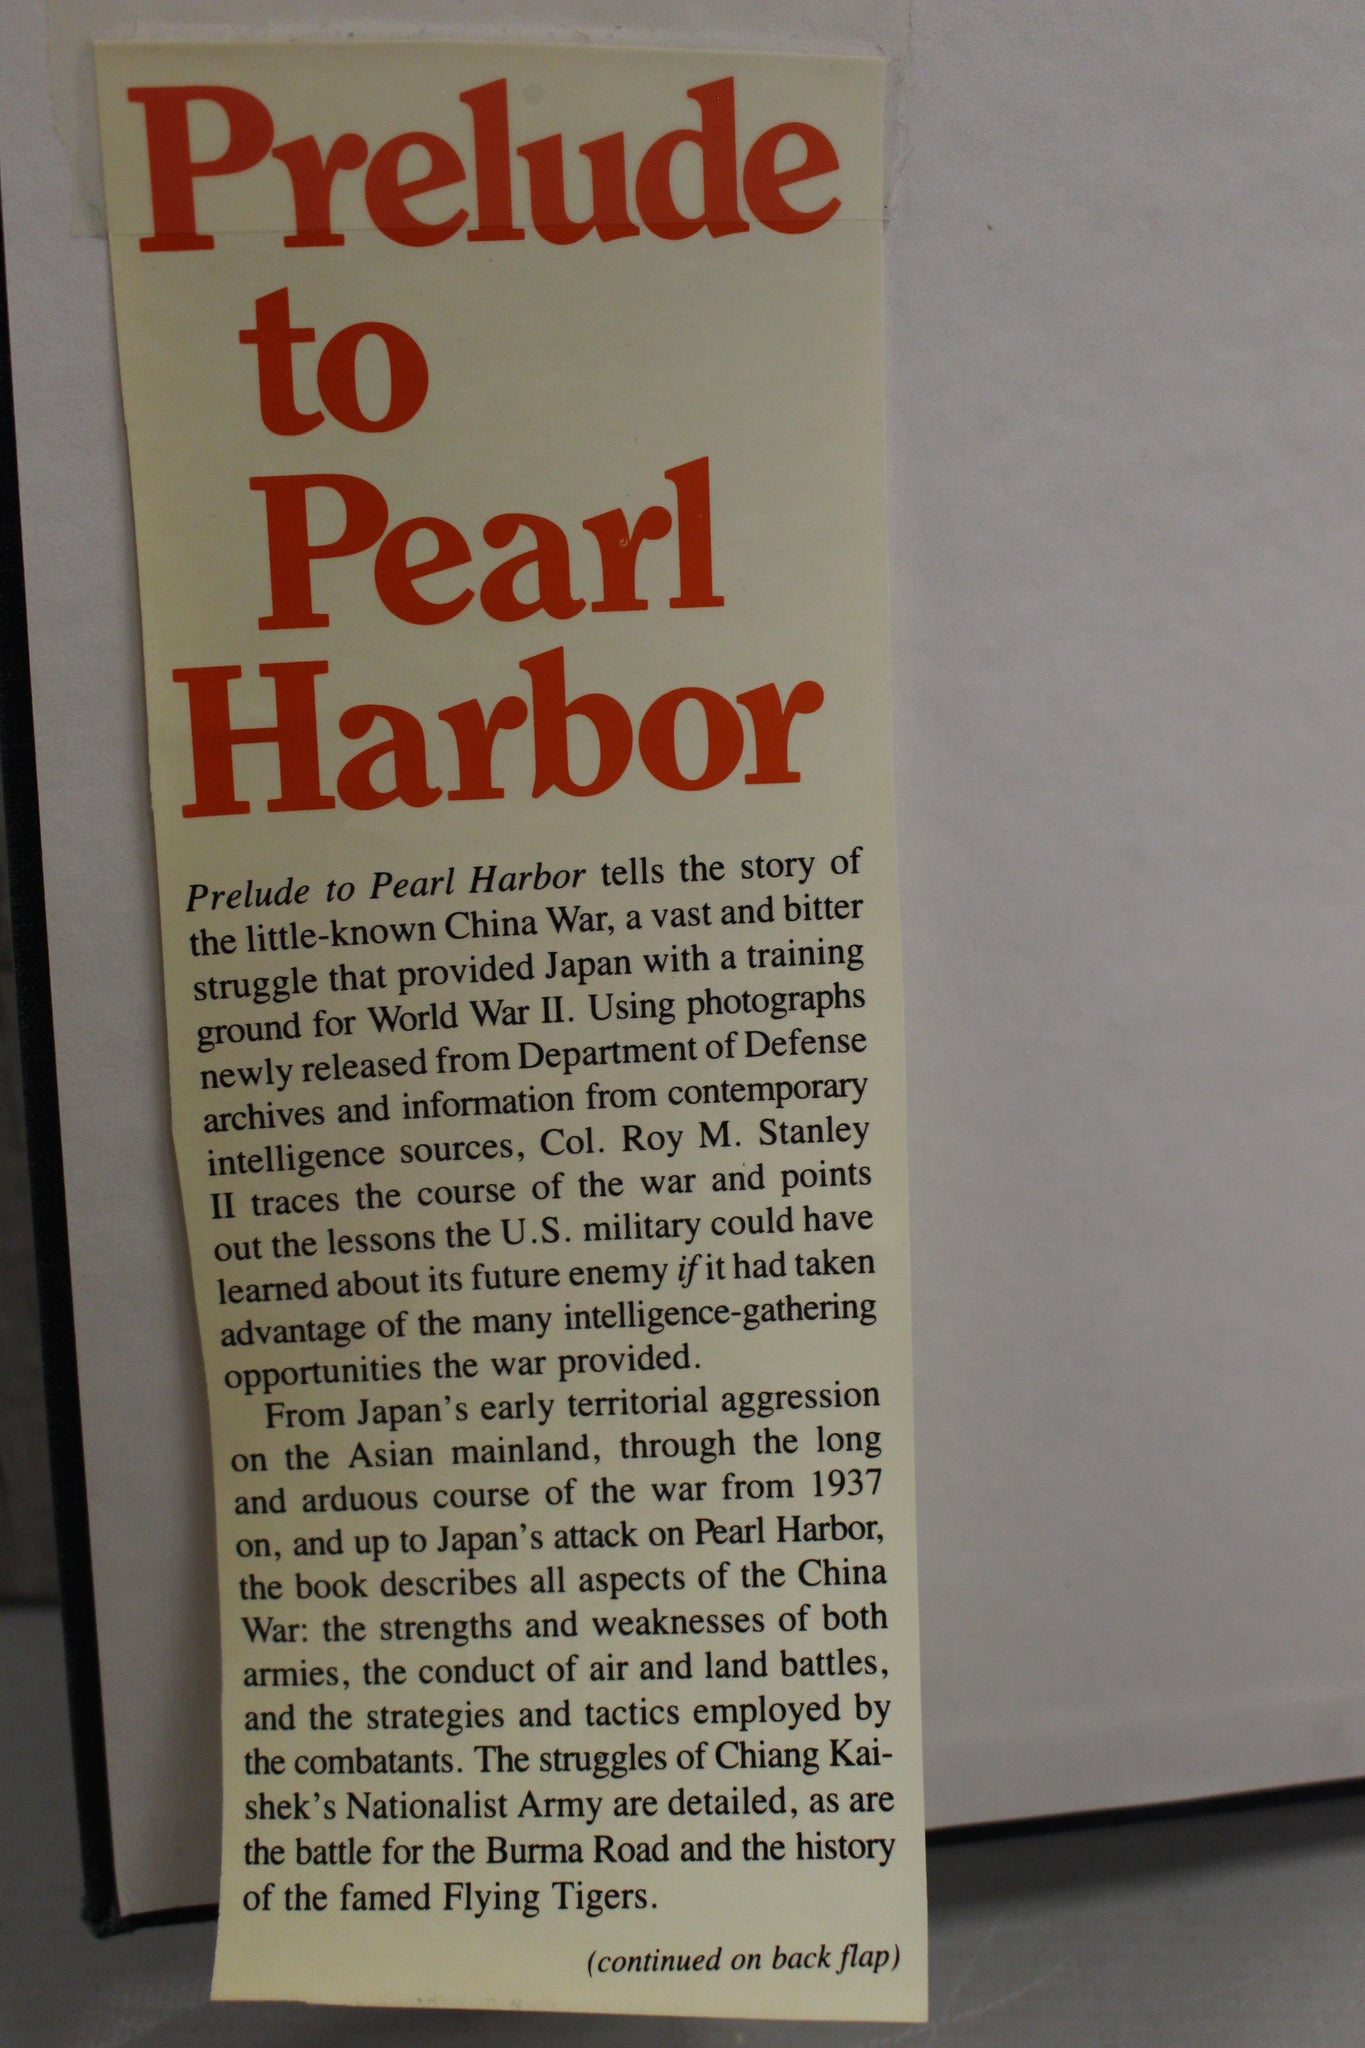 Prelude
to
Pearl
Harbor
Prelude to Pearl Harbor tells the story of
the little-known China War, a vast and bitter
struggle that provided Japan with a training
ground for World War II. Using photographs
newly released from Department of Defense
archives and information from contemporary
intelligence sources, Col. Roy M. Stanley
II traces the course of the war and points
out the lessons the U.S. military could have
learned about its future enemy if it had taken
advantage of the many intelligence-gathering
opportunities the war provided.
From Japan's early territorial aggression
on the Asian mainland, through the long
and arduous course of the war from 1937
on, and up to Japan's attack on Pearl Harbor,
the book describes all aspects of the China
War: the strengths and weaknesses of both
armies, the conduct of air and land battles,
and the strategies and tactics employed by
the combatants. The struggles of Chiang Kai-
shek's Nationalist Army are detailed, as are
the battle for the Burma Road and the history
of the famed Flying Tigers.
(continued on back flap)